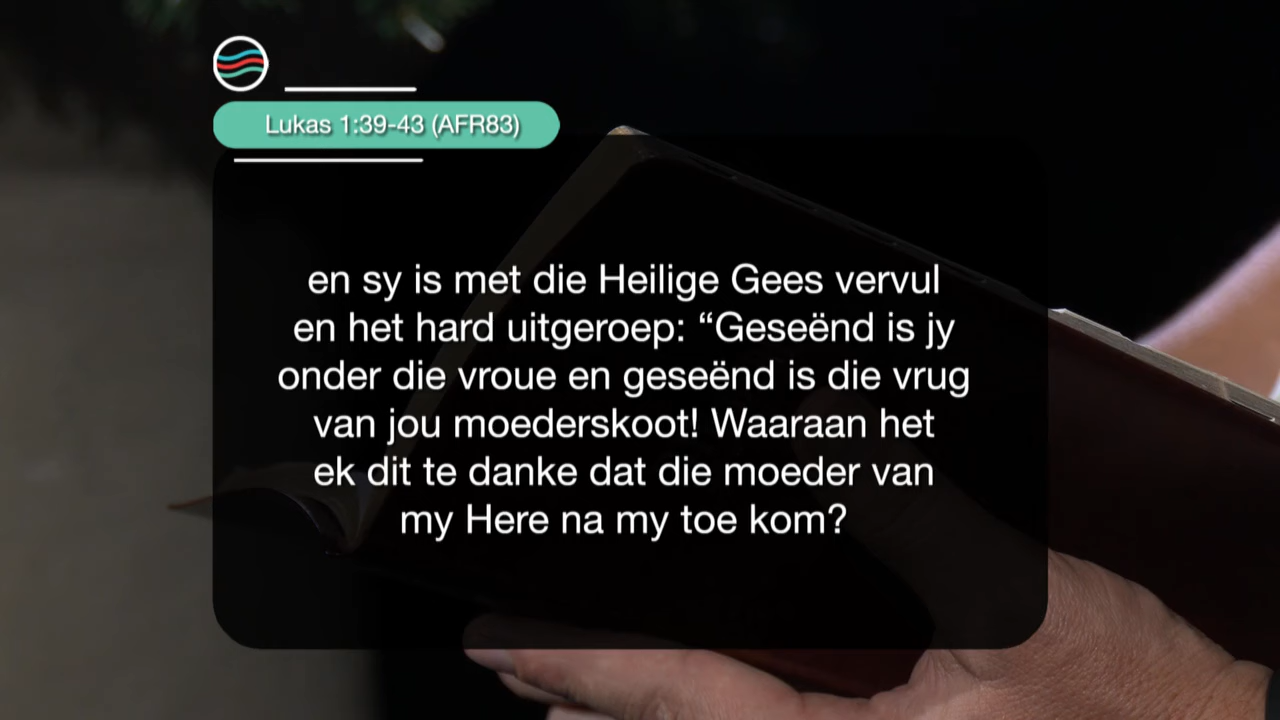 Lukas 1:39-43 (AFR83)
en sy is met die Heilige Gees vervul
en het hard uitgeroep: “Geseënd is jy
onder die vroue en geseënd is die vrug
van jou moederskoot! Waaraan het
ek dit te danke dat die moeder van
my Here na my toe kom?